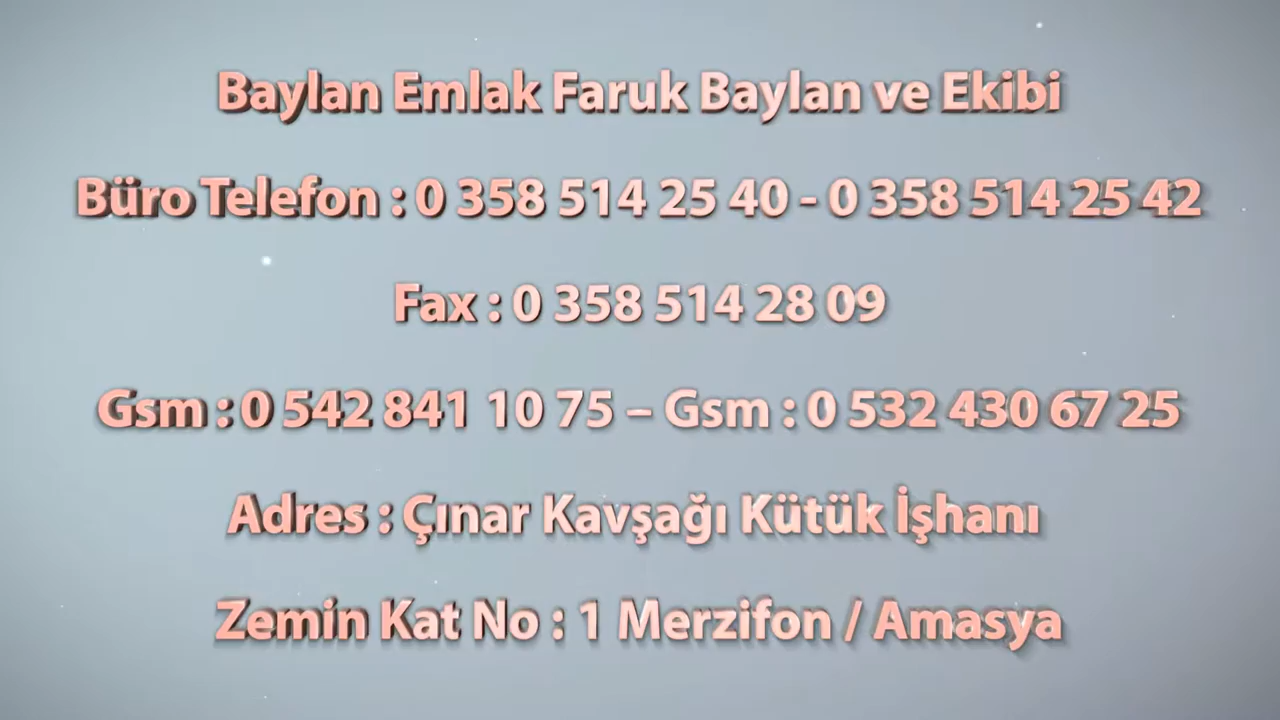 Baylan Emlak Faruk Baylan ve Ekibi
Büro Telefon : 0 358 514 25 40 - 0 358 514 25 42
Fax : 0 358 514 28 09
Gsm : 0 542 841 10 75 – Gsm : 0 532 430 67 25
Adres : Çınar Kavşağı Kütük İşhanı
Zemin Kat No : 1 Merzifon / Amasya